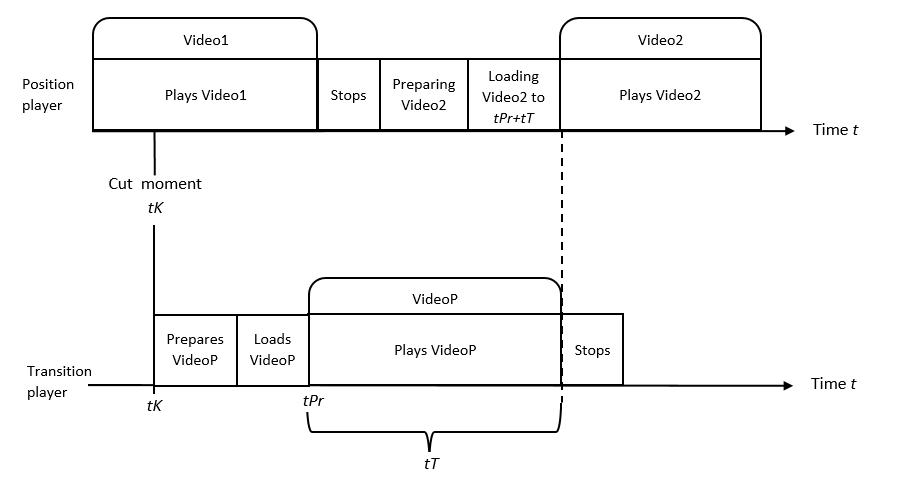 Video1
Video2
Position
player
Plays Video1
Stops
Preparing
Video2
Loading
Video2 to
tPr+tT
Plays Video2
Time t
Cut moment
tK
VideoP
Transition
player
Prepares
VideoP
Loads
VideoP
Plays VideoP
Stops
Time t
tK
tPr
tT